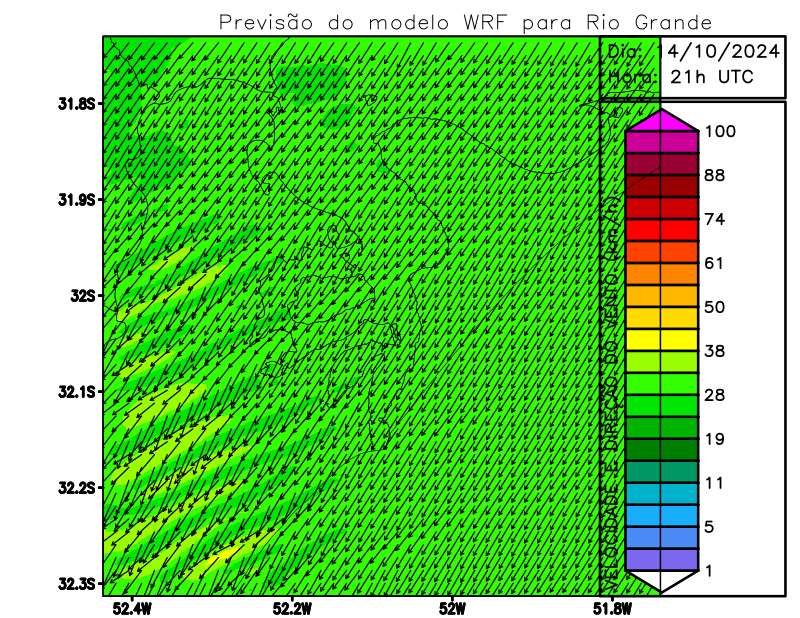 Previsão do modelo WRF para Rio Grande
Dia: 14/10/2024
Hora: 21h UTC
31.8S
31.9S
32S
32.1S
32.2S
32.3S
52.4W
52.2W
52W
51.8W
VELOCIDADE E DIREÇÃO DO VENTO (km/h)
100
88
74
61
50
38
28
19
11
5
1